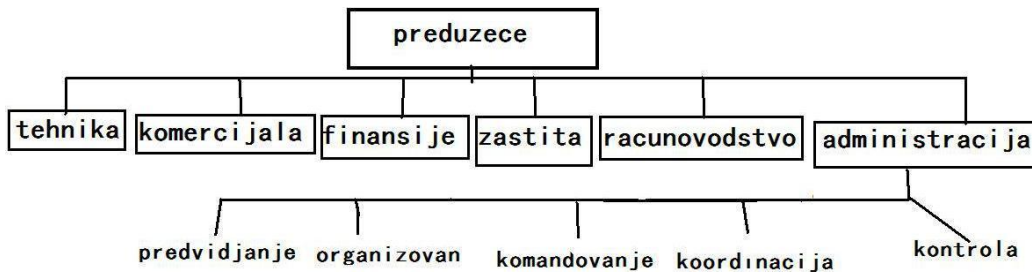 preduzece
tehnika komercijala finansije zastita racunovodstvo administracija
predvidjanje organizovan komandovanje koordinacija kontrola